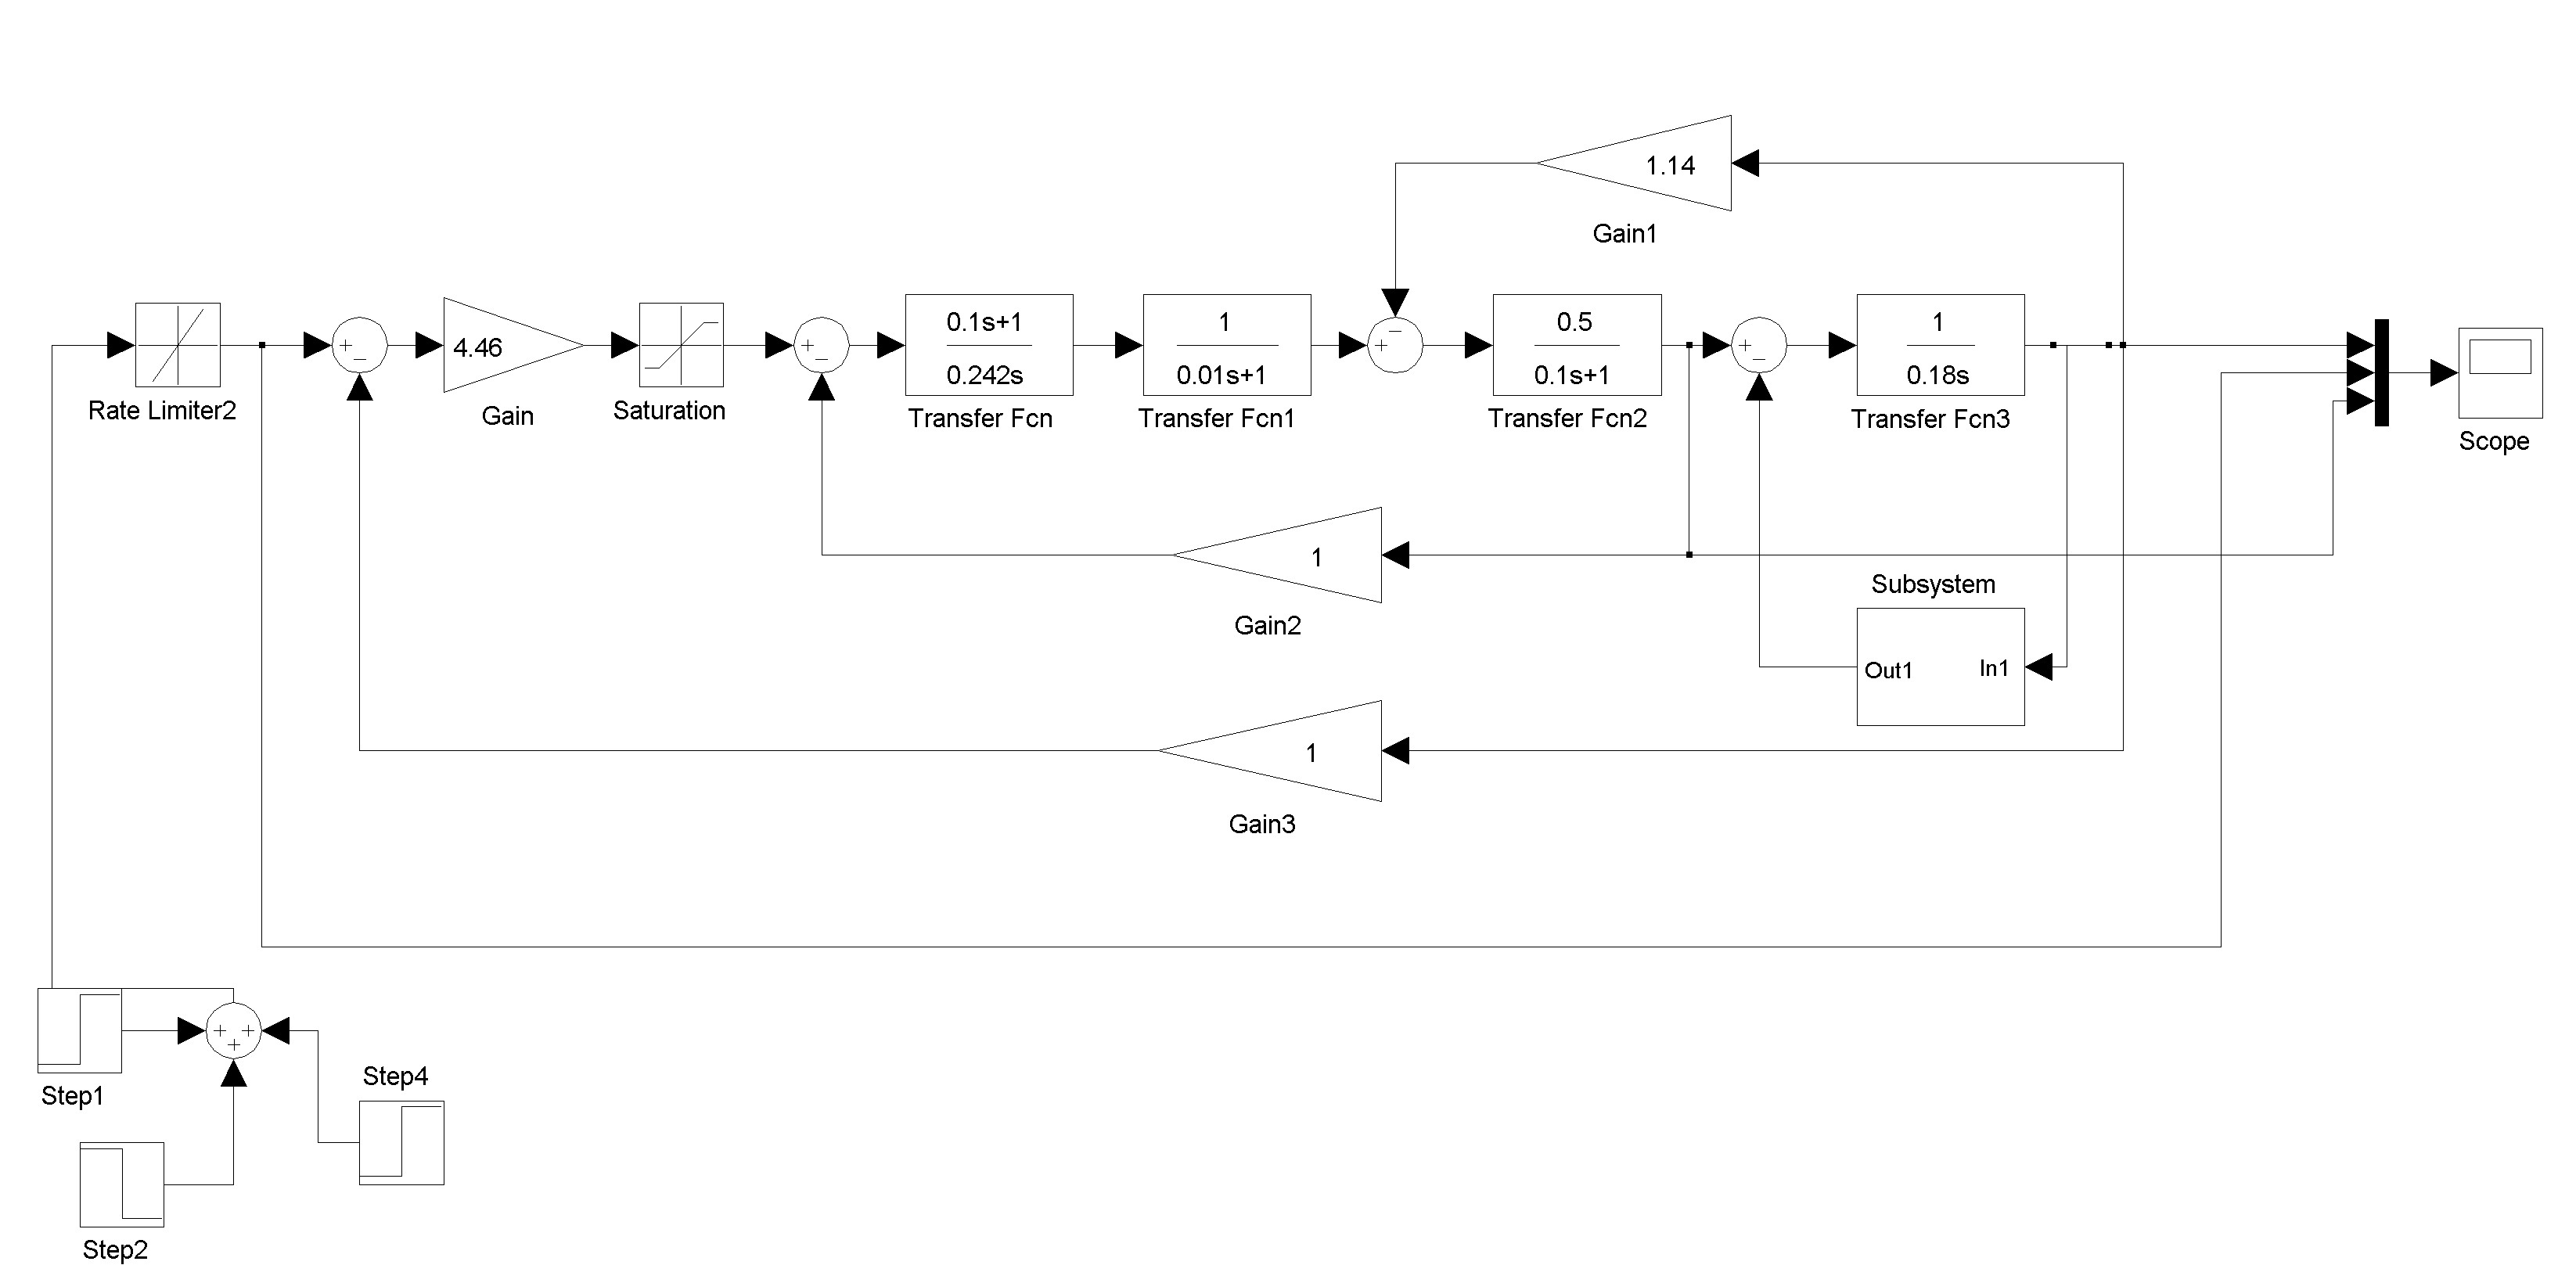 1.14
Gain1
+
−
4.46
+
−
0.1s+1
0.242s
1
0.01s+1
−
+
0.5
0.1s+1
+
−
1
0.18s
Rate Limiter2
Gain
Saturation
Transfer Fcn
Transfer Fcn1
Transfer Fcn2
Transfer Fcn3
Scope
1
Gain2
Subsystem
Out1
In1
1
Gain3
+ +
+
Step1
Step4
Step2